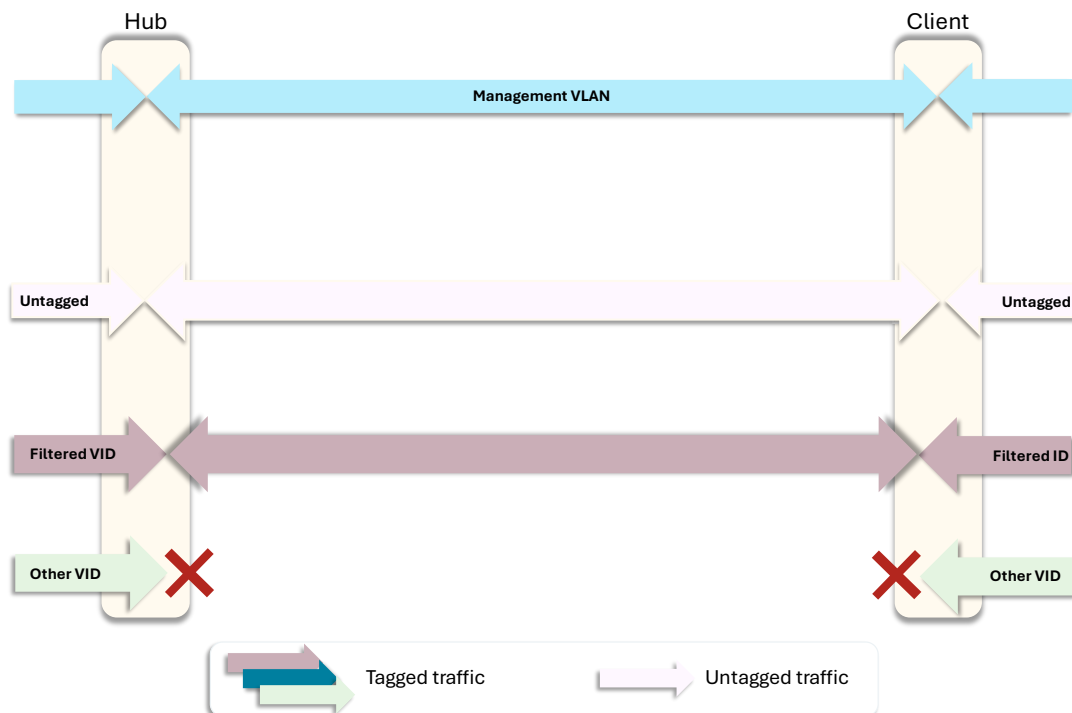 Hub
Client
Management VLAN
Untagged
Untagged
Filtered VID
Filtered ID
Other VID
Other VID
Tagged traffic
Untagged traffic